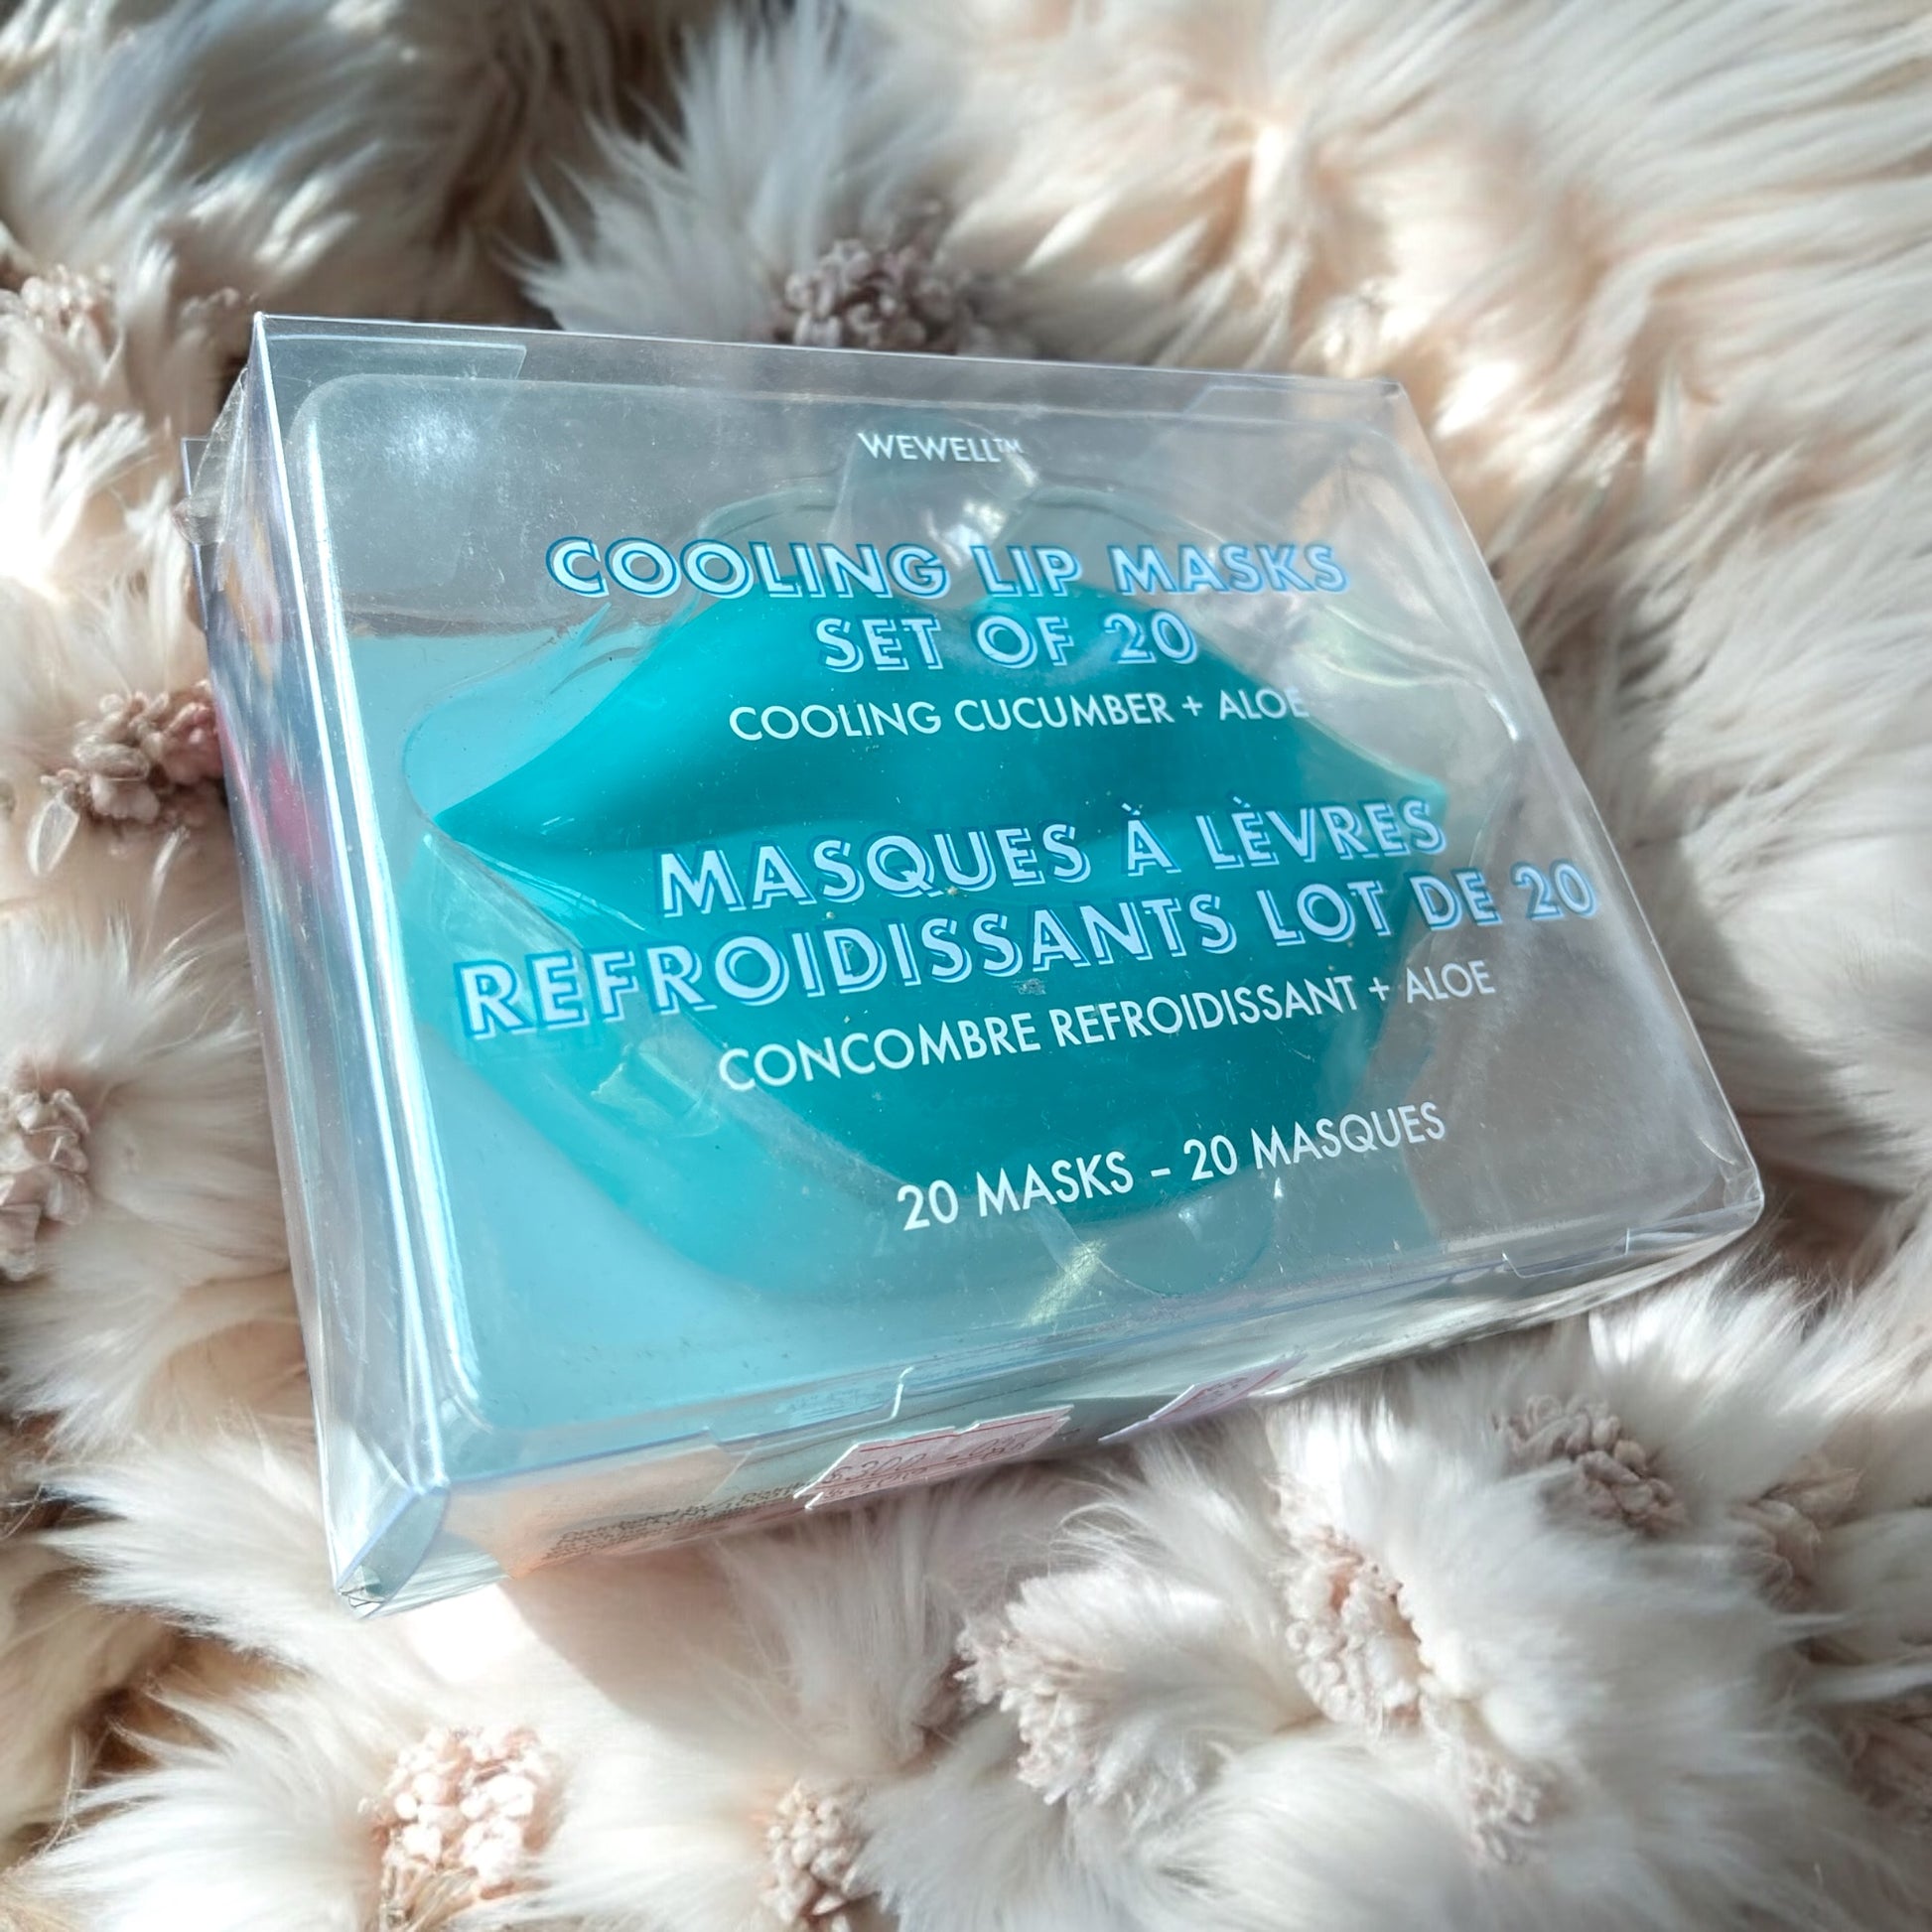 WEWELL™
COOLING LIP MASKS
SET OF 20
COOLING CUCUMBER + ALOE
MASQUES À LÈVRES
REFROIDISSANTS LOT DE 20
CONCOMBRE REFROIDISSANT + ALOE
20 MASKS – 20 MASQUES